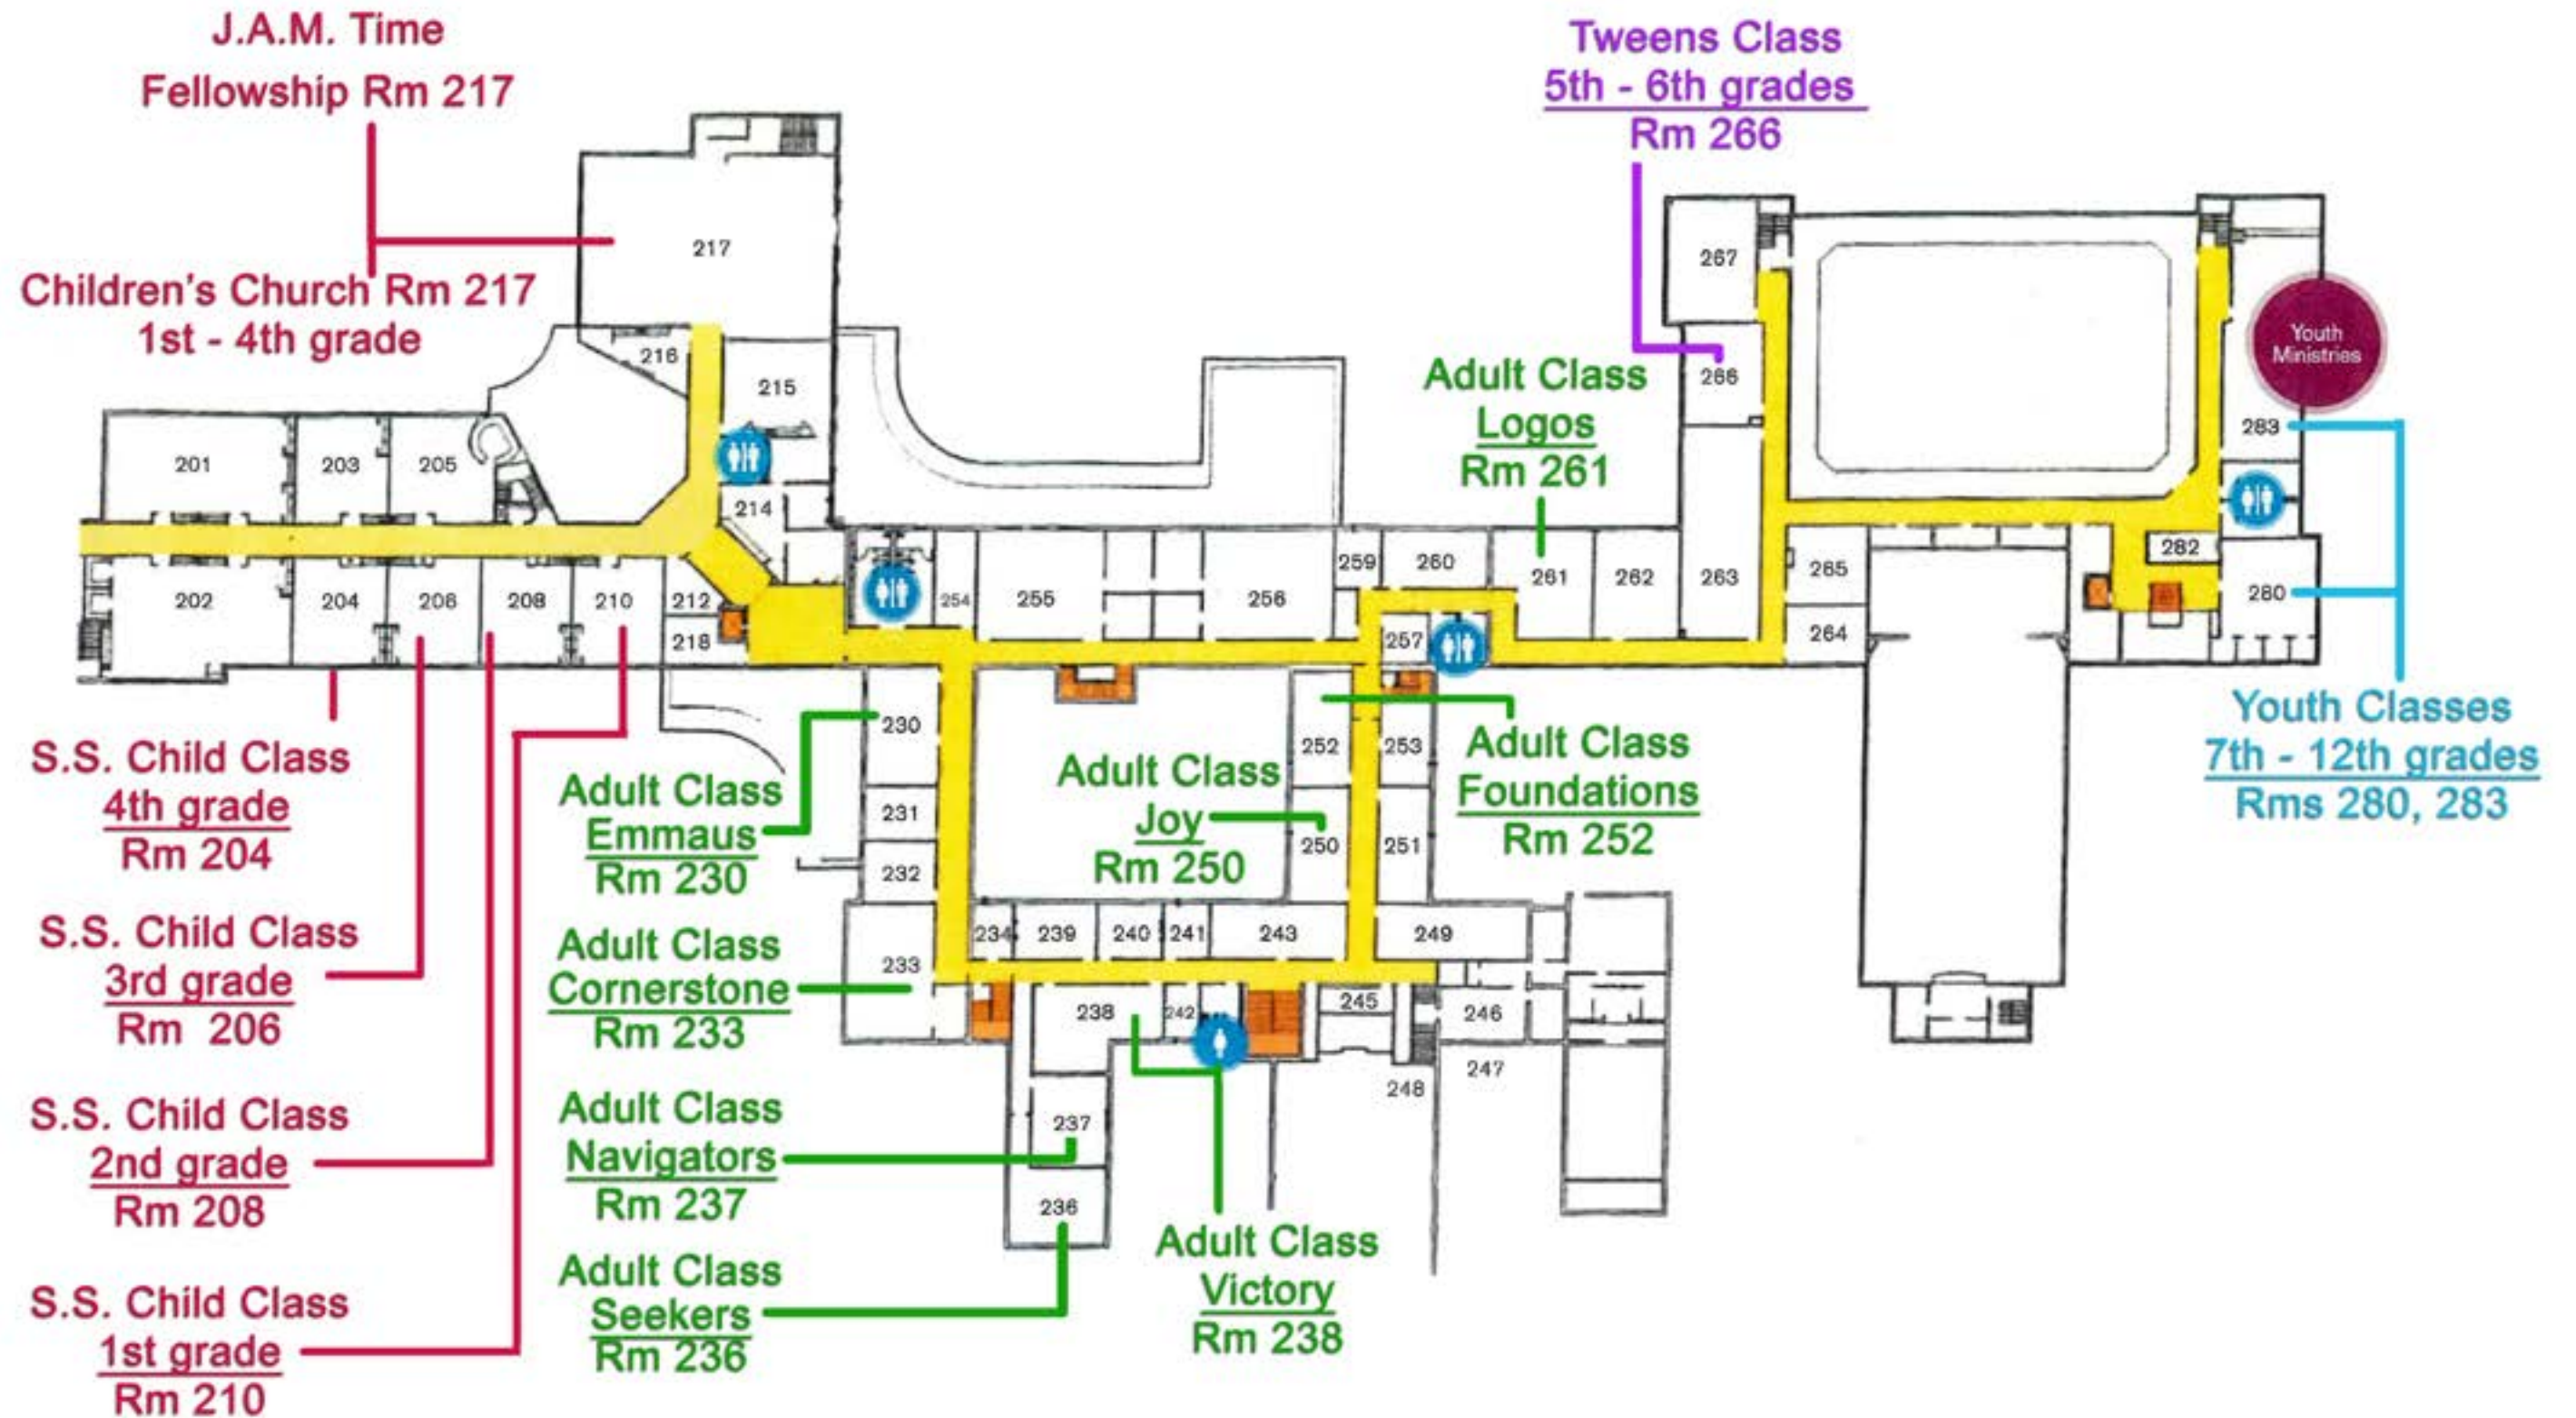 J.A.M. Time
Fellowship Rm 217
Children's Church Rm 217
1st - 4th grade
Tweens Class
5th - 6th grades
Rm 266
217
216
215
214
201
203
205
202
204
206
208
210
212
218
267
266
Youth
Ministries
283
282
280
265
264
263
Adult Class
Logos
Rm 261
259
260
261
262
254
255
256
257
230
231
232
233
234
239
240
241
243
249
252
253
250
251
238
242
245
246
247
248
237
236
S.S. Child Class
4th grade
Rm 204
S.S. Child Class
3rd grade
Rm 206
S.S. Child Class
2nd grade
Rm 208
S.S. Child Class
1st grade
Rm 210
Adult Class
Emmaus
Rm 230
Adult Class
Cornerstone
Rm 233
Adult Class
Navigators
Rm 237
Adult Class
Seekers
Rm 236
Adult Class
Joy
Rm 250
Adult Class
Foundations
Rm 252
Adult Class
Victory
Rm 238
Youth Classes
7th - 12th grades
Rms 280, 283